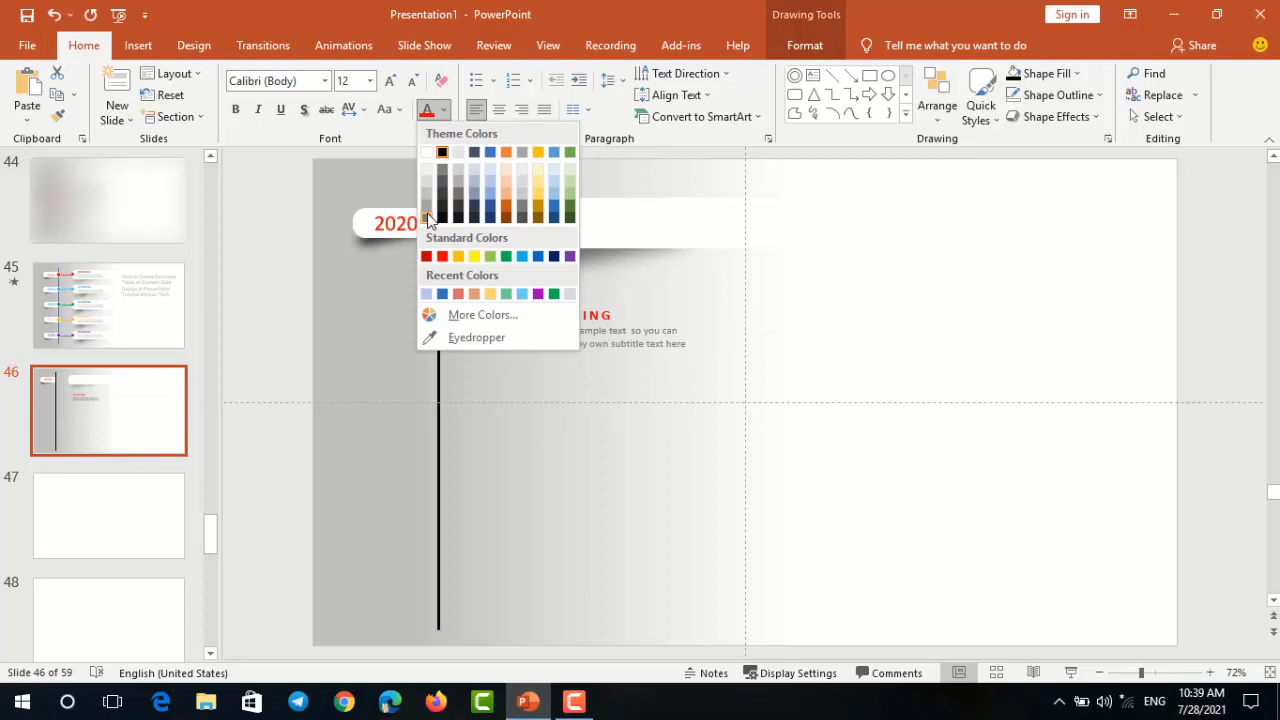 Presentation1 - PowerPoint
Drawing Tools
Sign in
File
Home
Insert
Design
Transitions
Animations
Slide Show
Review
View
Recording
Add-ins
Help
Format
Tell me what you want to do
Share
Paste
New
Slide
Layout
Reset
Section
Calibri (Body)
12
B I U S abc AV Aa A
Text Direction
Align Text
Convert to SmartArt
Arrange
Quick
Styles
Shape Fill
Shape Outline
Shape Effects
Find
Replace
Select
Clipboard
Slides
Font
Paragraph
Drawing
Editing
Theme Colors
Standard Colors
Recent Colors
More Colors...
Eyedropper
44
45
46
47
48
2020
ING
ample text so you can
by own subtitle text here
Slide 46 of 59
English (United States)
Notes
Display Settings
Comments
72%
ENG
10:39 AM
7/28/2021